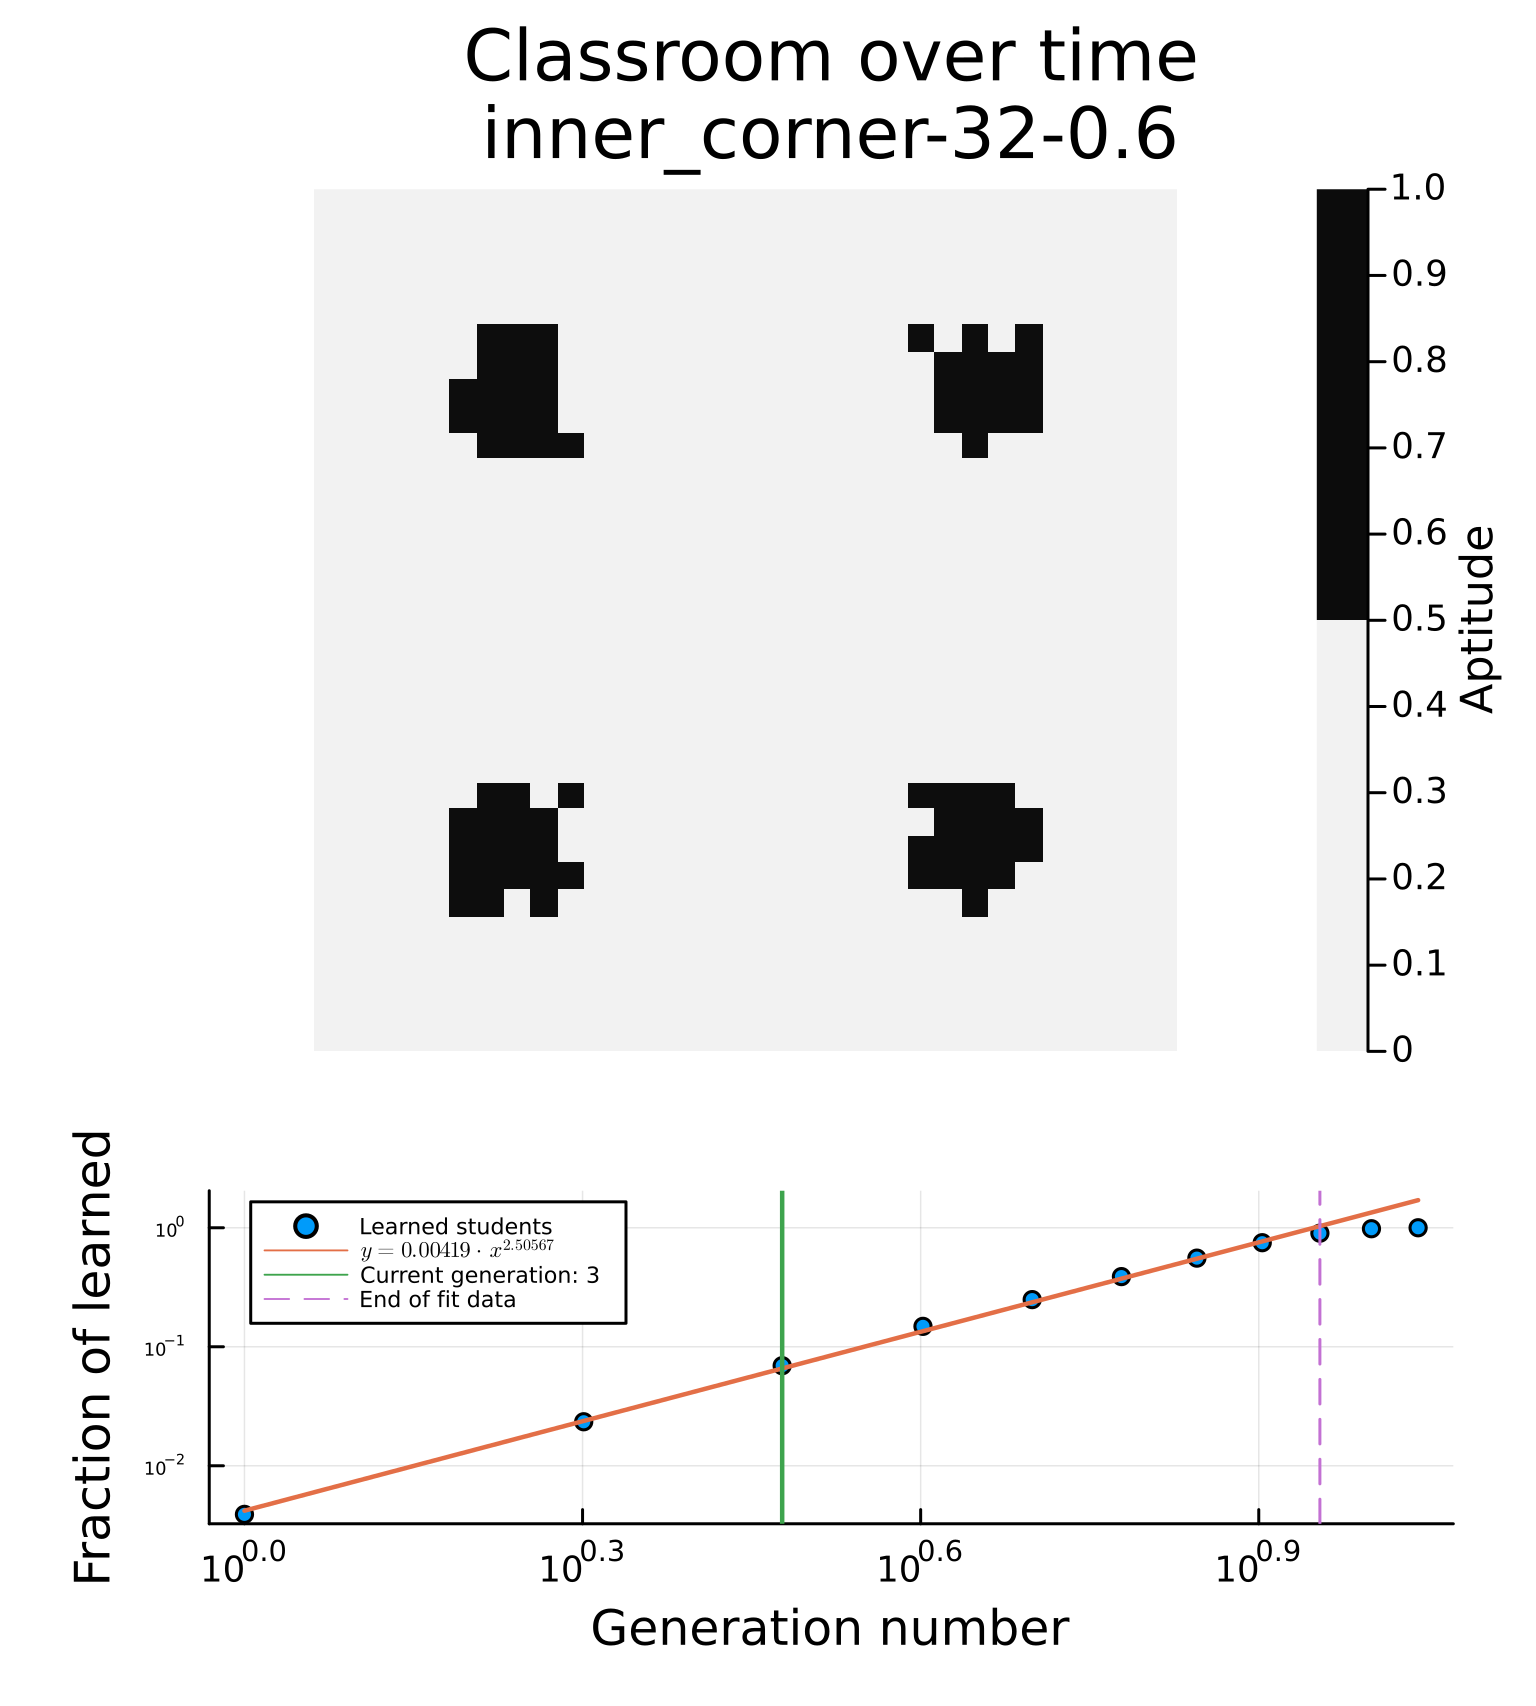 Classroom over time
inner_corner-32-0.6
1.0
0.9
0.8
0.7
0.6
0.5
0.4
0.3
0.2
0.1
0
Aptitude
Fraction of learned
10⁰
10⁻¹
10⁻²
Learned students
y = 0.00419 · x^2.50567
Current generation: 3
End of fit data
10^0.0
10^0.3
10^0.6
10^0.9
Generation number